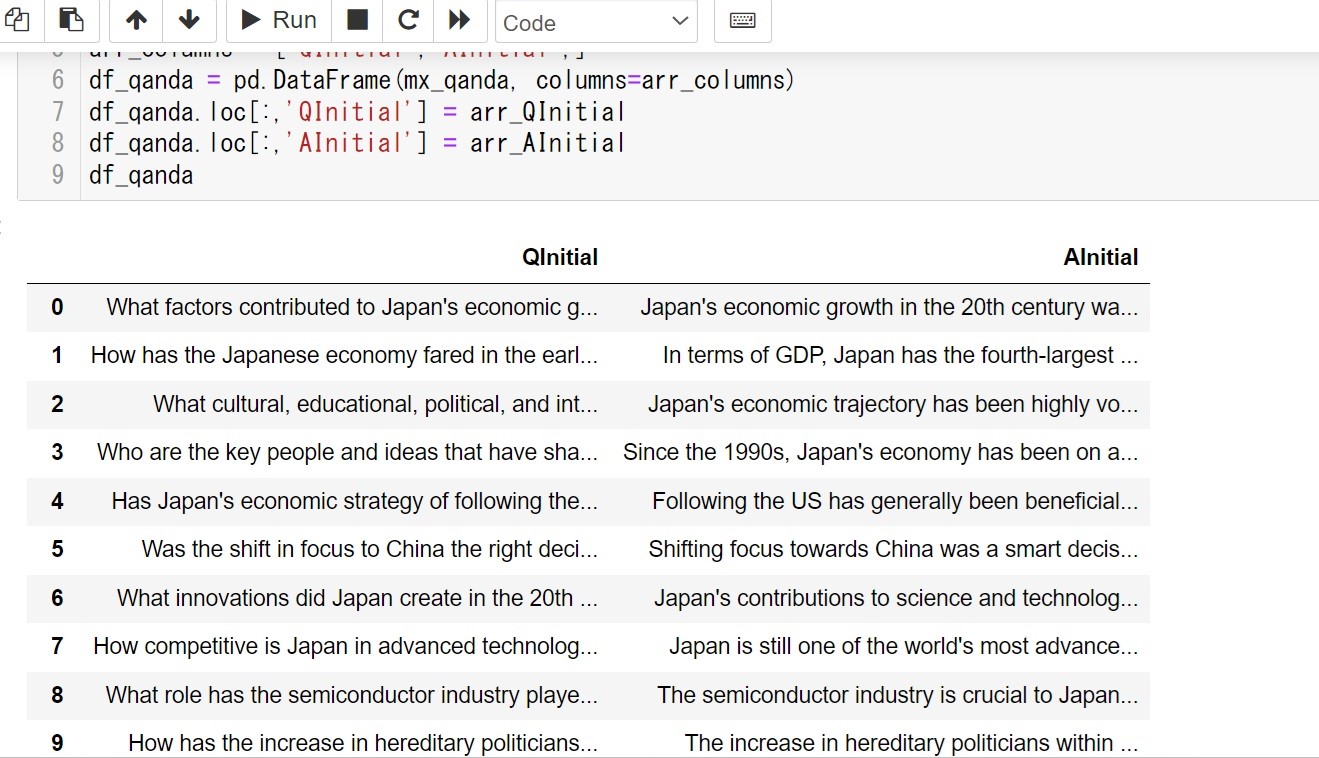 Run
Code
6 df_qanda = pd.DataFrame(mx_qanda, columns=arr_columns)
7 df_qanda.loc[:,'QInitial'] = arr_QInitial
8 df_qanda.loc[:,'AInitial'] = arr_AInitial
9 df_qanda
QInitial AInitial
0 What factors contributed to Japan's economic g... Japan's economic growth in the 20th century wa...
1 How has the Japanese economy fared in the earl... In terms of GDP, Japan has the fourth-largest ...
2 What cultural, educational, political, and int... Japan's economic trajectory has been highly vo...
3 Who are the key people and ideas that have sha... Since the 1990s, Japan's economy has been on a...
4 Has Japan's economic strategy of following the... Following the US has generally been beneficial...
5 Was the shift in focus to China the right deci... Shifting focus towards China was a smart decis...
6 What innovations did Japan create in the 20th ... Japan's contributions to science and technolog...
7 How competitive is Japan in advanced technolog... Japan is still one of the world's most advance...
8 What role has the semiconductor industry playe... The semiconductor industry is crucial to Japan...
9 How has the increase in hereditary politicians... The increase in hereditary politicians within ...